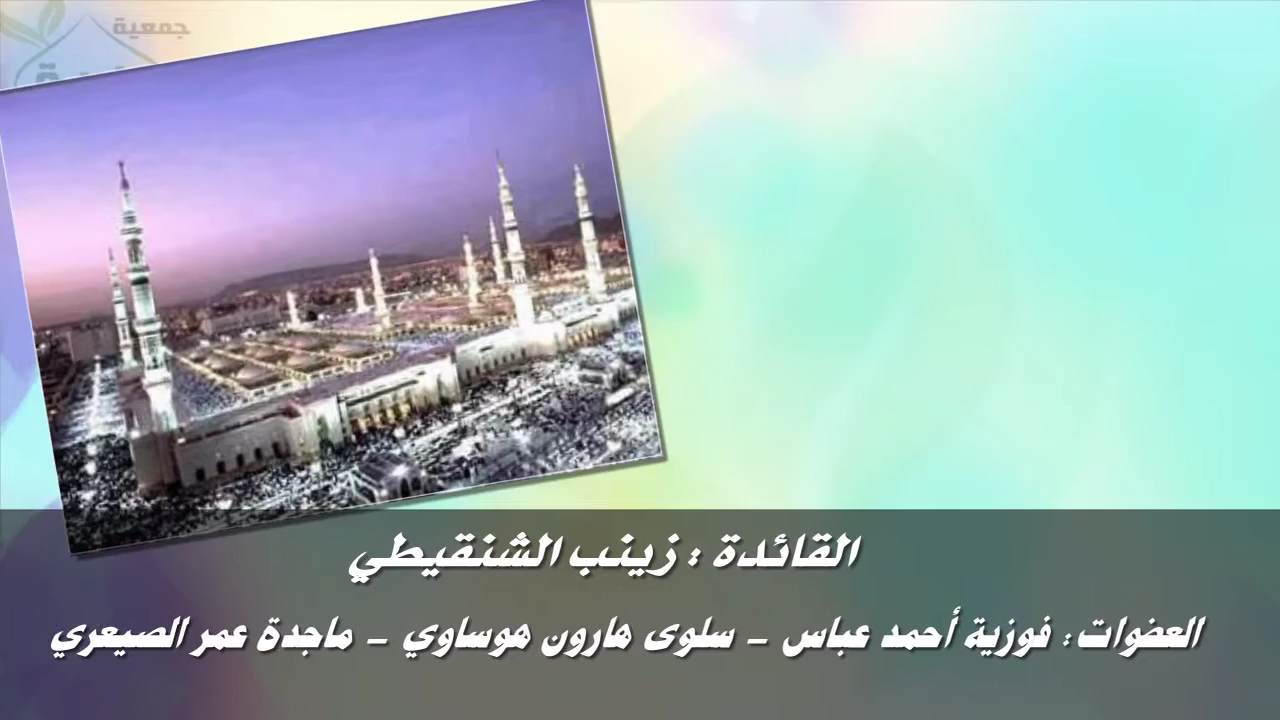 جمعية
القائدة : زينب الشنقيطي
العضوات : فوزية أحمد عباس - سلوى هارون هوساوي - ماجدة عمر الصيعري